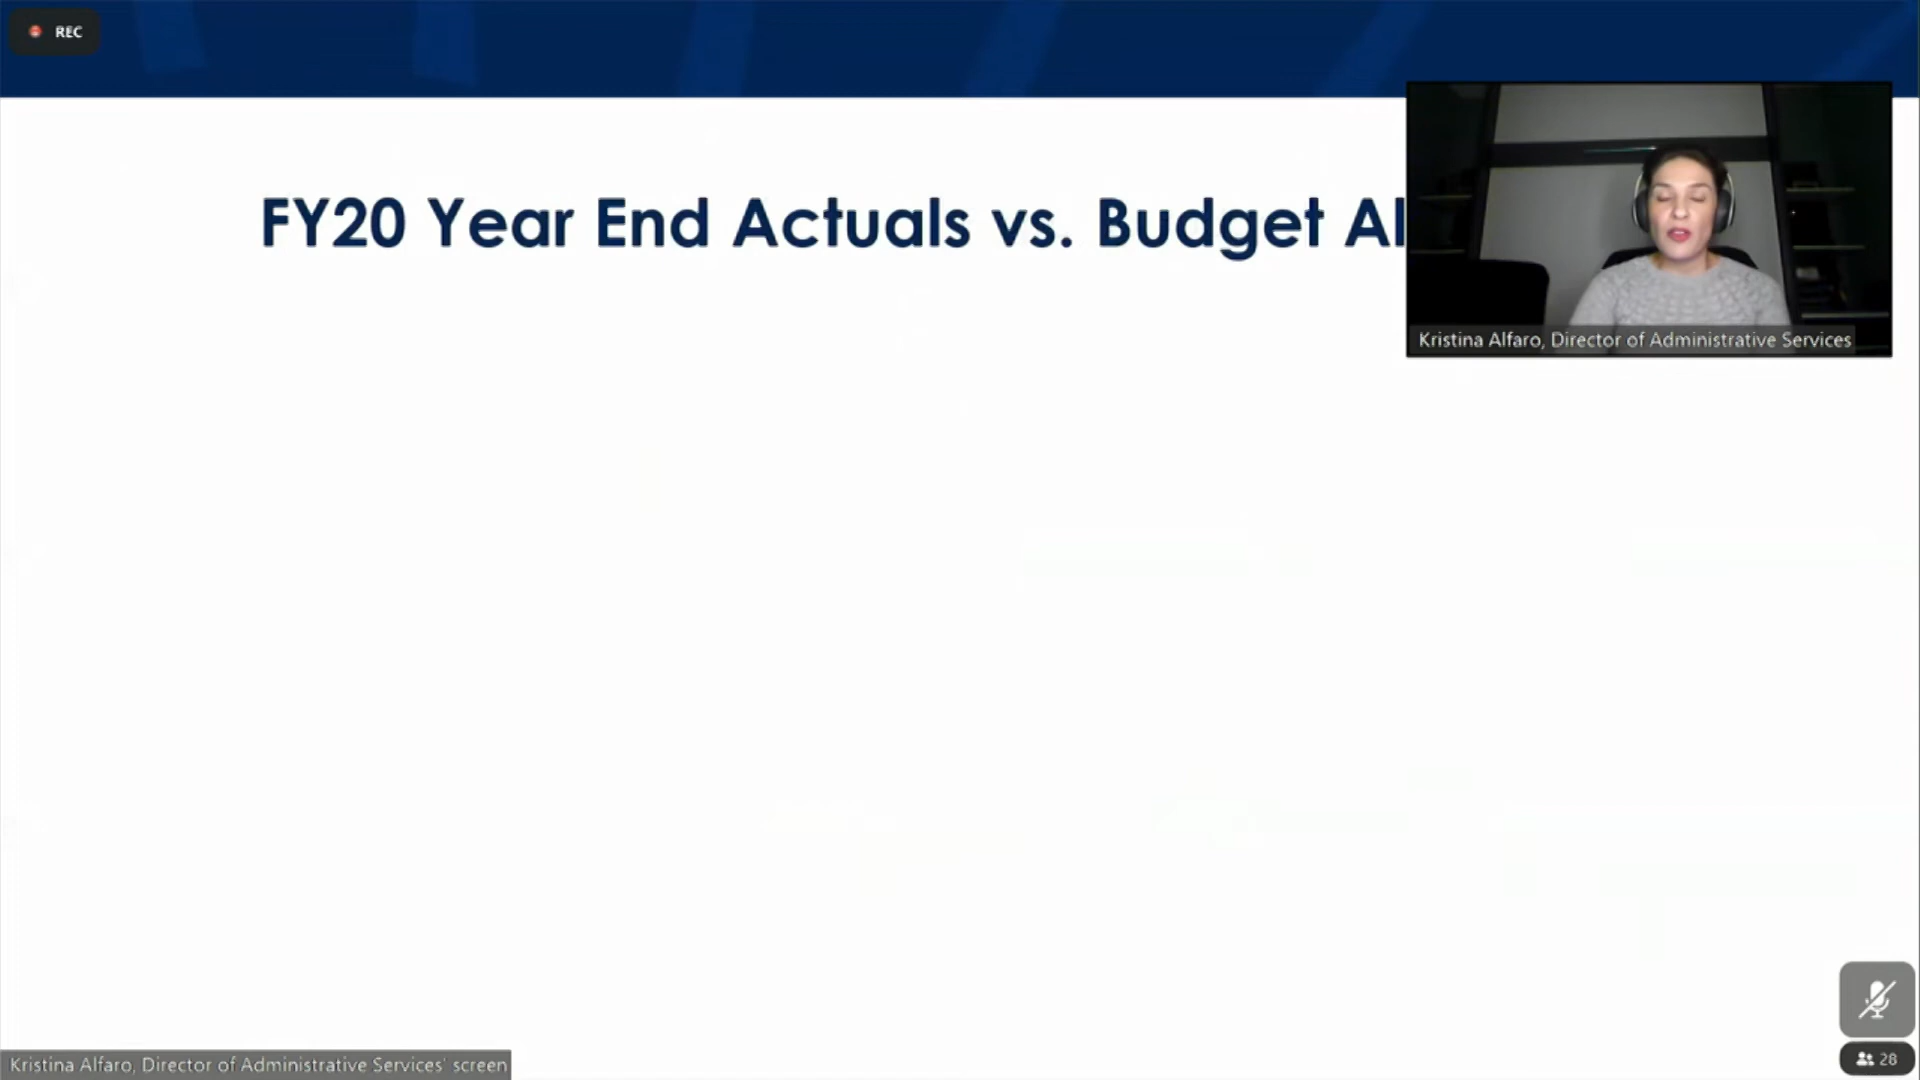 REC
FY20 Year End Actuals vs. Budget
Kristina Alfaro, Director of Administrative Services
Kristina Alfaro, Director of Administrative Services' screen
28